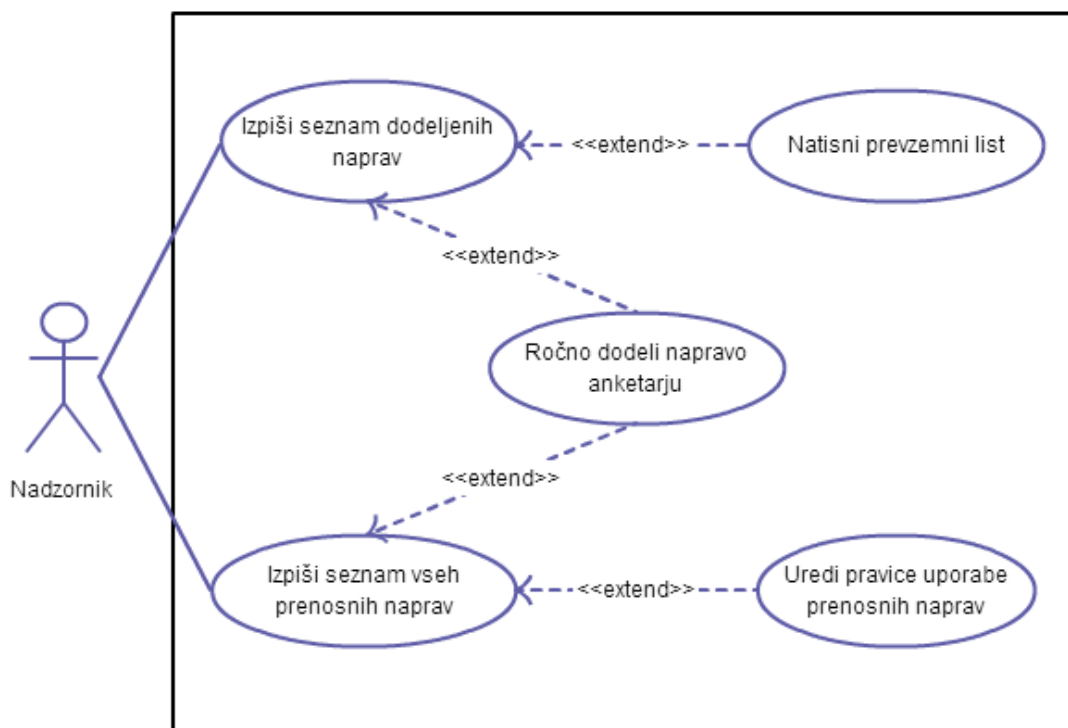 Izpiši seznam dodeljenih
naprav
<<extend>>
Natisni prevzemni list
<<extend>>
Ročno dodeli napravo
anketarju
<<extend>>
Nadzornik
Izpiši seznam vseh
prenosnih naprav
<<extend>>
Uredi pravice uporabe
prenosnih naprav